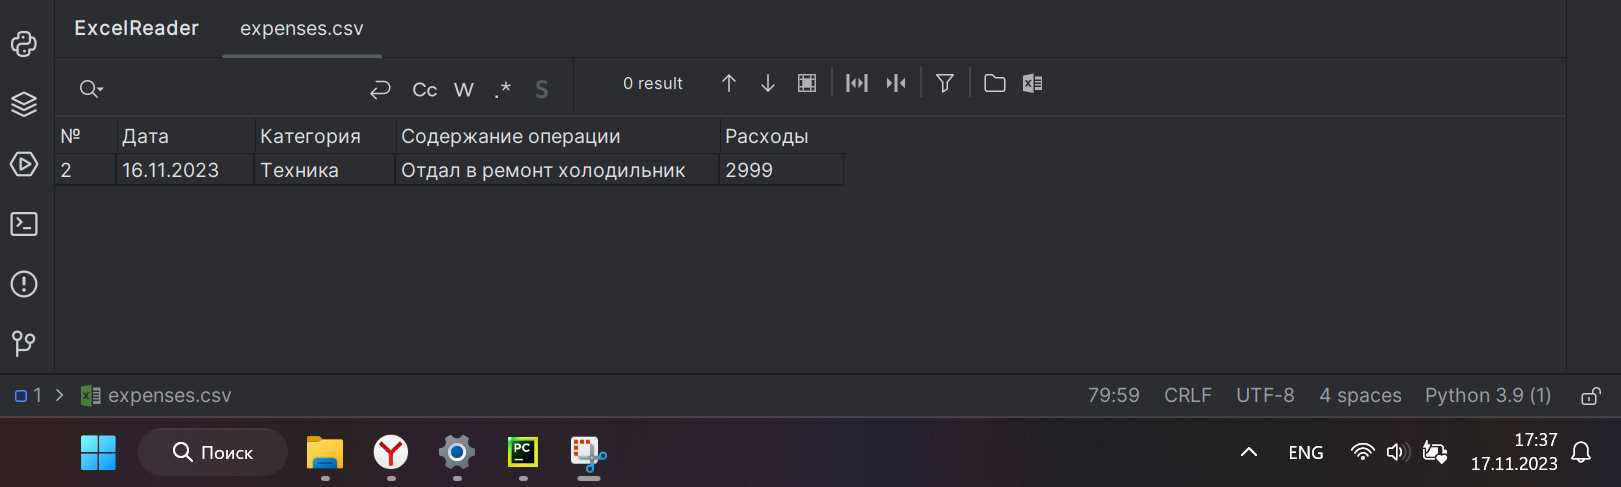 ExcelReader expenses.csv
Cc W .* S 0 result
№ Дата Категория Содержание операции Расходы
2 16.11.2023 Техника Отдал в ремонт холодильник 2999
1 > expenses.csv 79:59 CRLF UTF-8 4 spaces Python 3.9 (1)
Поиск PC ENG 17:37
17.11.2023